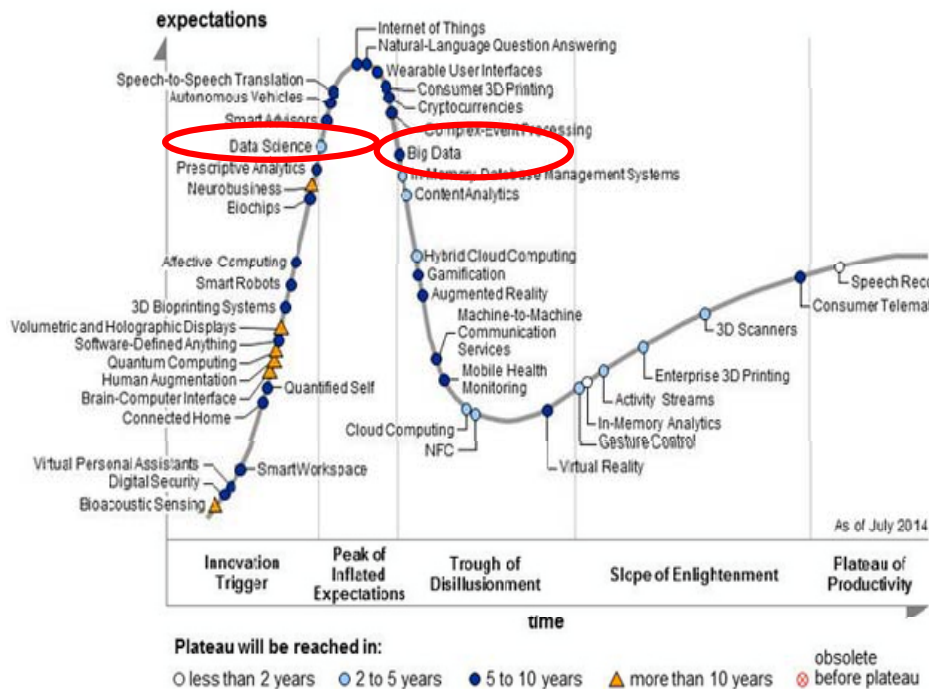 expectations
Internet of Things
Natural-Language Question Answering
Wearable User Interfaces
Consumer 3D Printing
Cryptocurrencies
Complex-Event Processing
Big Data
In-Memory Database Management Systems
Content Analytics
Speech-to-Speech Translation
Autonomous Vehicles
Smart Advisors
Data Science
Prescriptive Analytics
Neurobusiness
Biochips
Affective Computing
Smart Robots
3D Bioprinting Systems
Volumetric and Holographic Displays
Software-Defined Anything
Quantum Computing
Human Augmentation
Brain-Computer Interface
Quantified Self
Connected Home
Virtual Personal Assistants
Smart Workspace
Digital Security
Bioacoustic Sensing
Hybrid Cloud Computing
Gamification
Augmented Reality
Machine-to-Machine
Communication
Services
Mobile Health
Monitoring
Cloud Computing
NFC
Virtual Reality
Gesture Control
In-Memory Analytics
Activity Streams
Enterprise 3D Printing
3D Scanners
Consumer Telemat
Speech Reco
As of July 2014
Innovation
Trigger
Peak of
Inflated
Expectations
Trough of
Disillusionment
Slope of Enlightenment
Plateau of
Productivity
time
Plateau will be reached in:
less than 2 years
2 to 5 years
5 to 10 years
more than 10 years
obsolete
before plateau